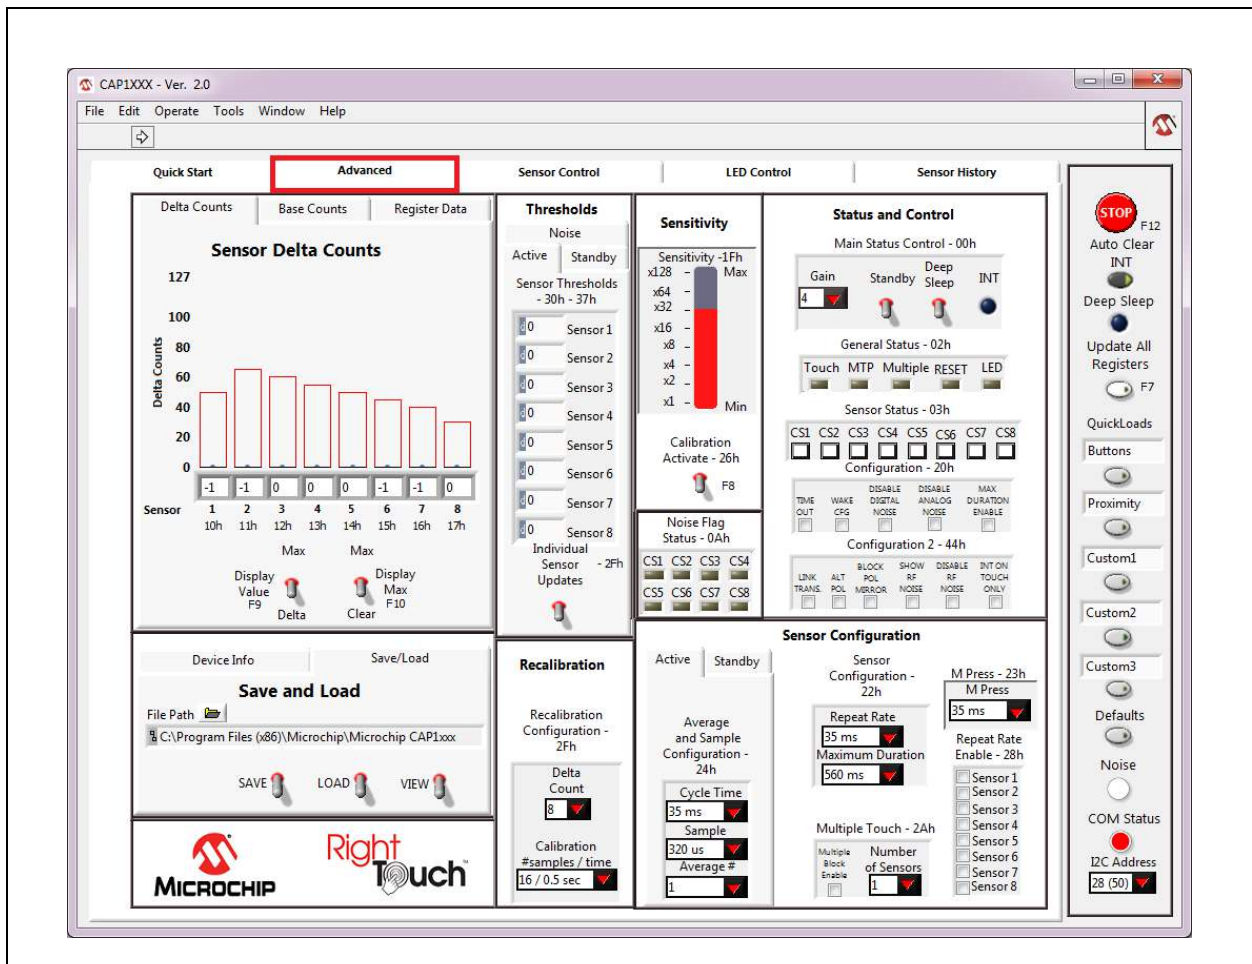 CAP1XXX - Ver. 2.0
File Edit Operate Tools Window Help
Quick Start Advanced Sensor Control LED Control Sensor History
Delta Counts Base Counts Register Data
Sensor Delta Counts
Delta Counts
127
100
80
60
40
20
0
-1 -1 0 0 0 -1 -1 0
Sensor 1 2 3 4 5 6 7 8
10h 11h 12h 13h 14h 15h 16h 17h
Max Max
Display Value F9
Display Max F10
Delta Clear
Thresholds
Noise
Active Standby
Sensor Thresholds
- 30h - 37h
0 Sensor 1
0 Sensor 2
0 Sensor 3
0 Sensor 4
0 Sensor 5
0 Sensor 6
0 Sensor 7
0 Sensor 8
Individual
Sensor - 2Fh
Updates
Sensitivity
Sensitivity -1Fh
x128 Max
x64
x32
x16
x8
x4
x2
x1 Min
Calibration
Activate - 26h
F8
Noise Flag
Status - 0Ah
CS1 CS2 CS3 CS4
CS5 CS6 CS7 CS8
Status and Control
Main Status Control - 00h
Gain Standby Deep Sleep INT
4
General Status - 02h
Touch MTP Multiple RESET LED
Sensor Status - 03h
CS1 CS2 CS3 CS4 CS5 CS6 CS7 CS8
Configuration - 20h
TIME OUT
WAKE CFG
DISABLE DIGITAL NOISE
DISABLE ANALOG NOISE
MAX DURATION ENABLE
Configuration 2 - 44h
LINK TRANS.
ALT POL
BLOCK POL MIRROR
SHOW RF NOISE
DISABLE RF NOISE
INT ON TOUCH ONLY
Device Info Save/Load
Save and Load
File Path
C:\Program Files (x86)\Microchip\Microchip CAP1xxx
SAVE LOAD VIEW
MICROCHIP
Right Touch
Recalibration
Recalibration
Configuration -
2Fh
Delta
Count
8
Calibration
#samples / time
16 / 0.5 sec
Sensor Configuration
Active Standby
Average
and Sample
Configuration -
24h
Cycle Time
35 ms
Sample
320 us
Average #
1
Sensor
Configuration -
22h
Repeat Rate
35 ms
Maximum Duration
560 ms
Multiple Touch - 2Ah
Multiple Block Enable
Number of Sensors
1
M Press - 23h
M Press
35 ms
Repeat Rate
Enable - 28h
Sensor 1
Sensor 2
Sensor 3
Sensor 4
Sensor 5
Sensor 6
Sensor 7
Sensor 8
STOP
F12
Auto Clear
INT
Deep Sleep
Update All
Registers
F7
QuickLoads
Buttons
Proximity
Custom1
Custom2
Custom3
Defaults
Noise
COM Status
I2C Address
28 (50)